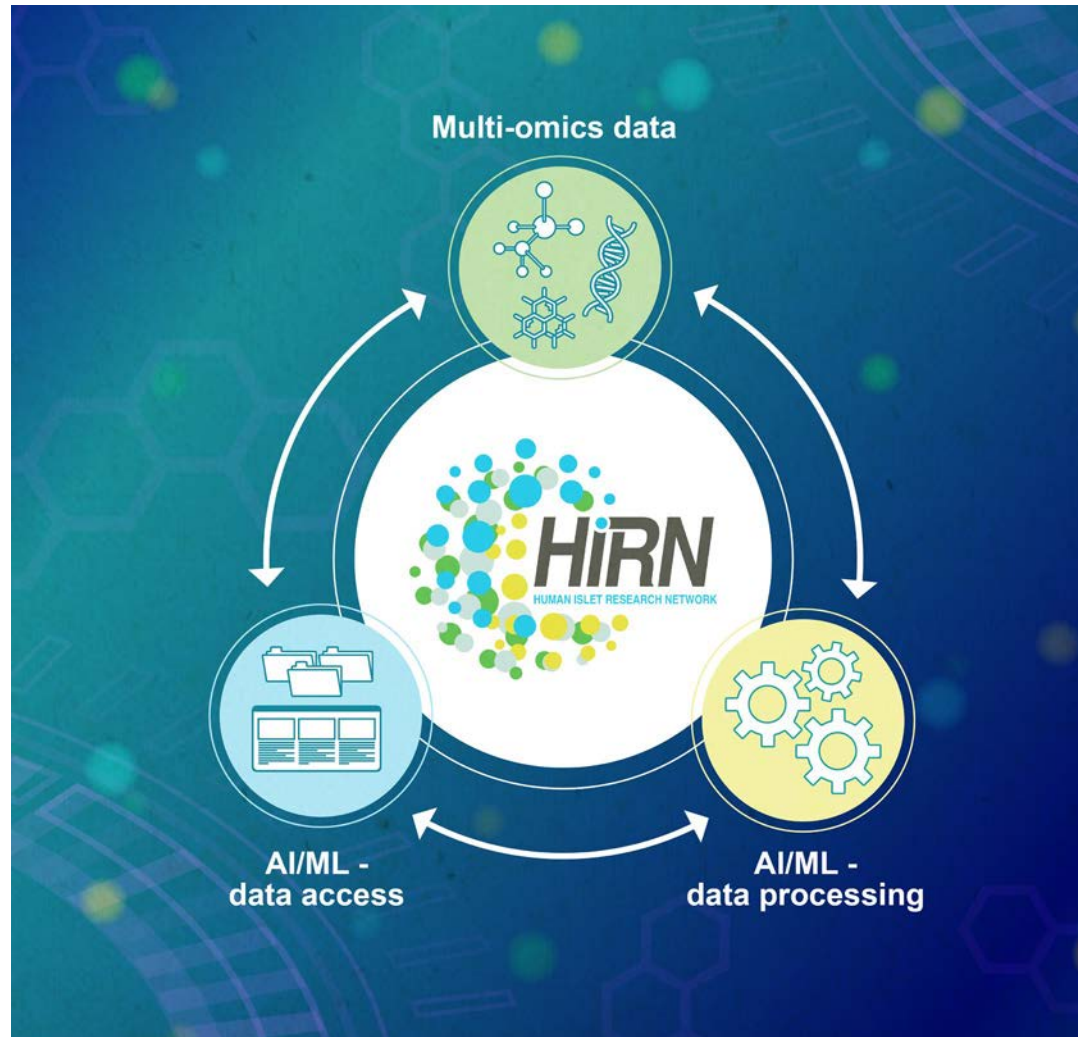 Multi-omics data
HiRN
HUMAN ISLET RESEARCH NETWORK
AI/ML -
data access
AI/ML -
data processing